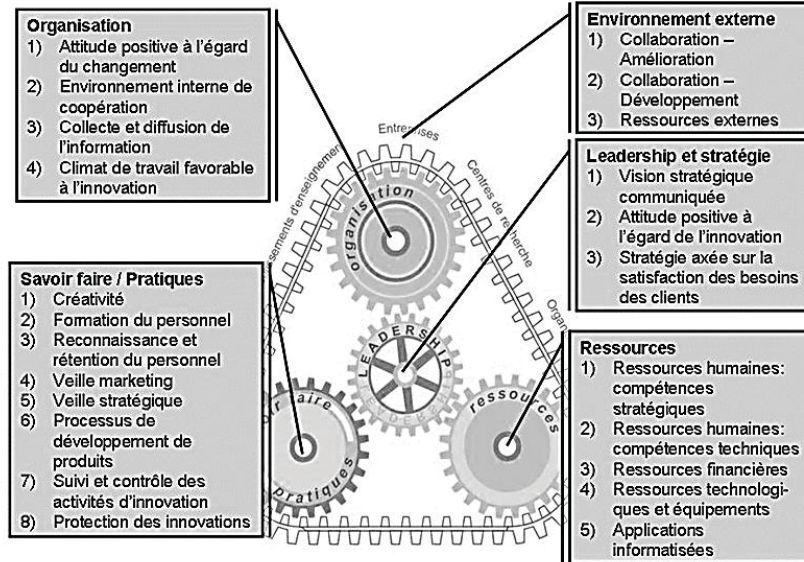 Organisation
1) Attitude positive à l'égard
du changement
2) Environnement interne de
coopération
3) Collecte et diffusion de
l'information
4) Climat de travail favorable
à l'innovation
Environnement externe
1) Collaboration –
Amélioration
2) Collaboration –
Développement
3) Ressources externes
Leadership et stratégie
1) Vision stratégique
communiquée
2) Attitude positive à
l'égard de l'innovation
3) Stratégie axée sur la
satisfaction des besoins
des clients
Savoir faire / Pratiques
1) Créativité
2) Formation du personnel
3) Reconnaissance et
rétention du personnel
4) Veille marketing
5) Veille stratégique
6) Processus de
développement de
produits
7) Suivi et contrôle des
activités d'innovation
8) Protection des innovations
Ressources
1) Ressources humaines:
compétences
stratégiques
2) Ressources humaines:
compétences techniques
3) Ressources financières
4) Ressources technologi-
ques et équipements
5) Applications
informatisées
Entreprises
d'enseignement
Centres de recherche
organisation
LEADERSHIP
faire
pratiques
ressources